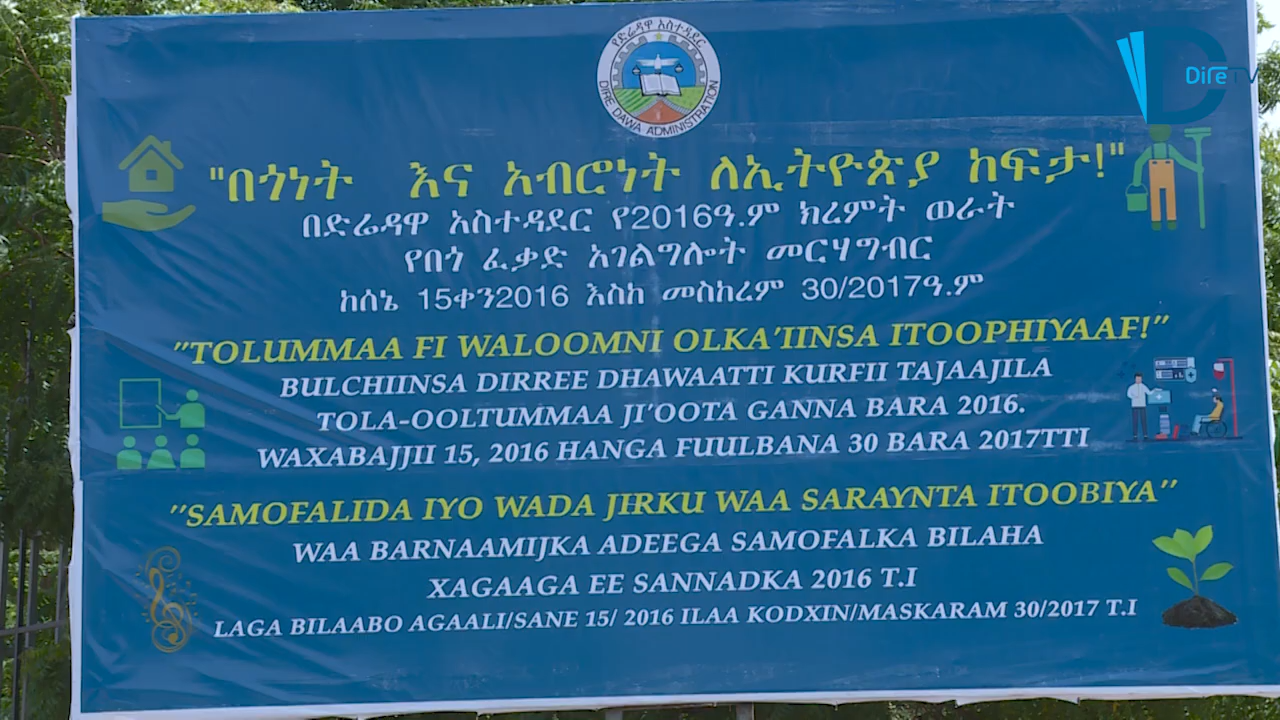 የድሬዳዋ አስተዳደር
DIRE DAWA ADMINISTRATION
Dire TV
"በጎነት እና አብሮነት ለኢትዮጵያ ከፍታ!"
በድሬዳዋ አስተዳደር የ2016ዓ.ም ክረምት ወራት
የበጎ ፈቃድ አገልግሎት መርሃግብር
ከሰኔ 15ቀን2016 እስከ መስከረም 30/2017ዓ.ም
"TOLUMMAA FI WALOOMNI OLKA'IINSA ITOOPHIYAAF!"
BULCHIINSA DIRREE DHAWAATTI KURFII TAJAAJILA
TOLA-OOLTUMMAA JI'OOTA GANNA BARA 2016.
WAXABAJJII 15, 2016 HANGA FUULBANA 30 BARA 2017TTI
''SAMOFALIDA IYO WADA JIRKU WAA SARAYNTA ITOOBIYA''
WAA BARNAAMIJKA ADEEGA SAMOFALKA BILAHA
XAGAAGA EE SANNADKA 2016 T.I
LAGA BILAABO AGAALI/SANE 15/ 2016 ILAA KODXIN/MASKARAM 30/2017 T.I